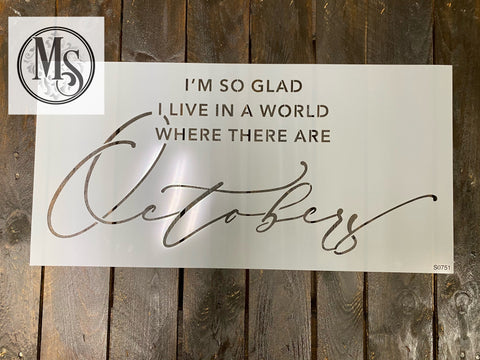 MS
I'M SO GLAD
I LIVE IN A WORLD
WHERE THERE ARE
Octobers
S0751